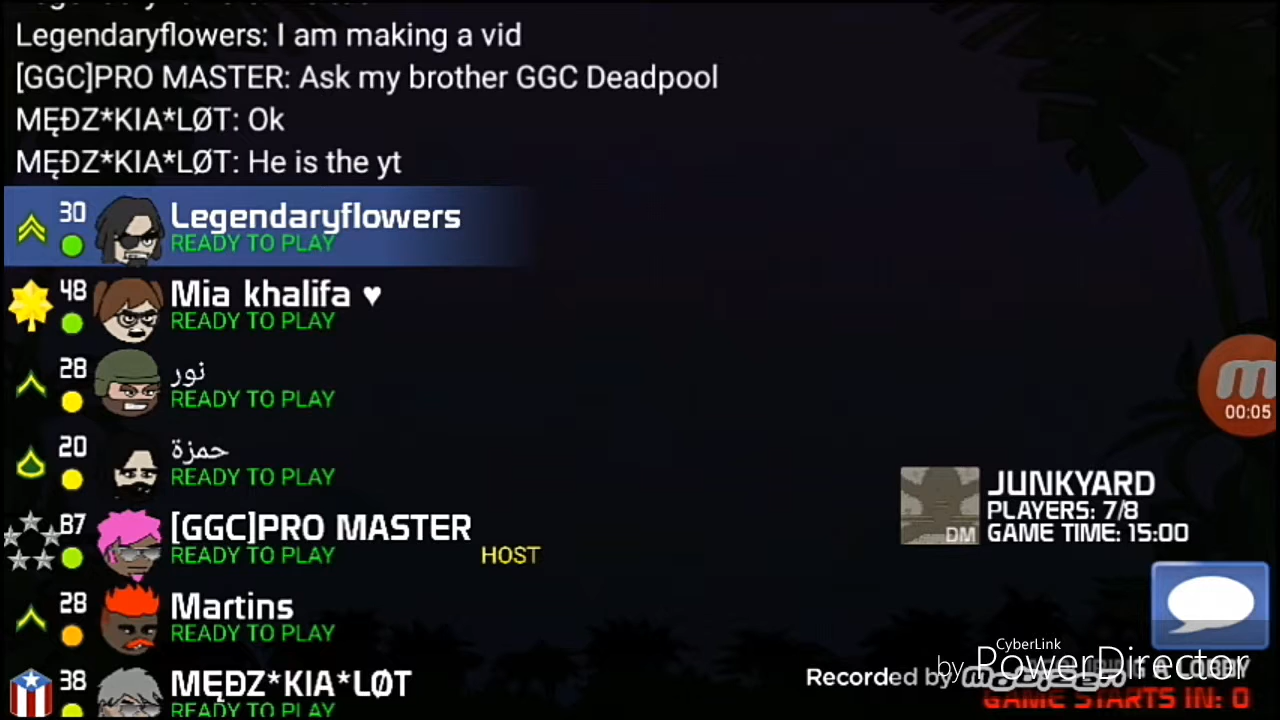 Legendaryflowers: I am making a vid
[GGC]PRO MASTER: Ask my brother GGC Deadpool
MĘĐZ*KIA*LØT: Ok
MĘĐZ*KIA*LØT: He is the yt
30 Legendaryflowers
READY TO PLAY
48 Mia khalifa ♥
READY TO PLAY
28 نور
READY TO PLAY
20 حمزة
READY TO PLAY
87 [GGC]PRO MASTER
READY TO PLAY HOST
28 Martins
READY TO PLAY
38 MĘĐZ*KIA*LØT
READY TO PLAY
00:05
JUNKYARD
DM
PLAYERS: 7/8
GAME TIME: 15:00
CyberLink
by PowerDirector
Recorded by
GAME STARTS IN: 0